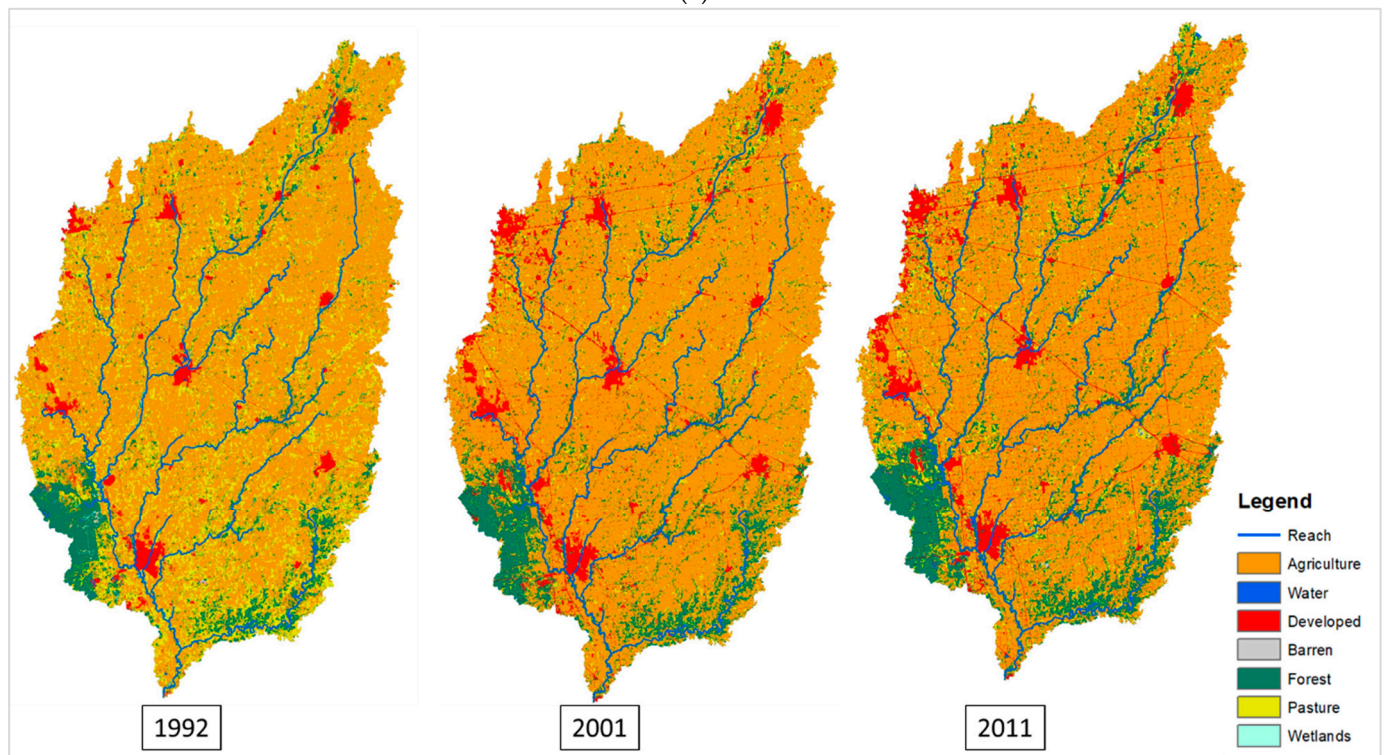 1992
2001
2011
Legend
Reach
Agriculture
Water
Developed
Barren
Forest
Pasture
Wetlands